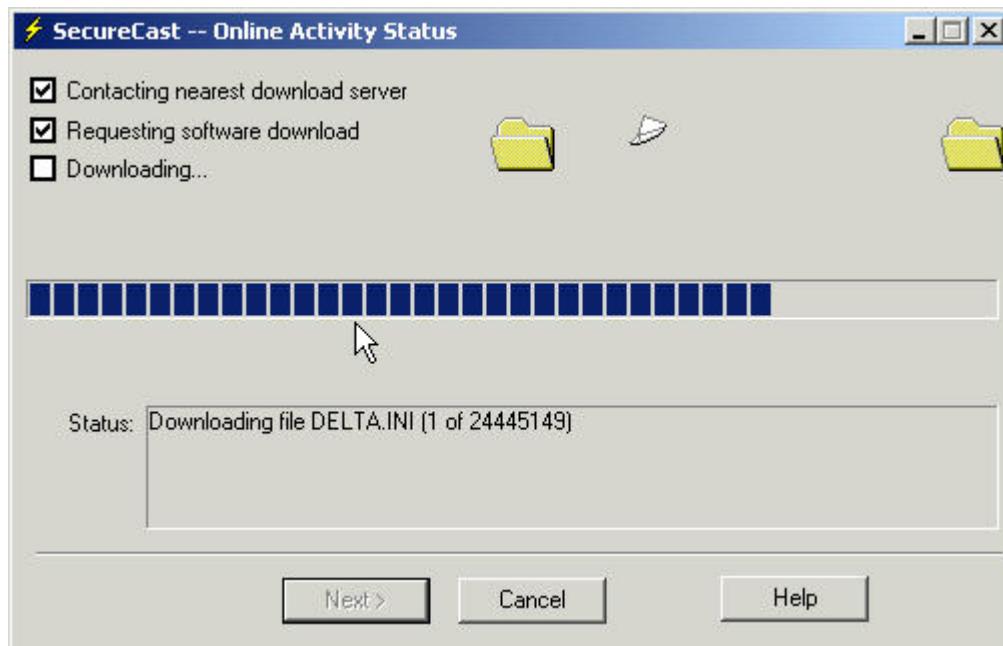 SecureCast -- Online Activity Status
Contacting nearest download server
Requesting software download
Downloading...
Status: Downloading file DELTA.INI (1 of 24445149)
Next > Cancel Help